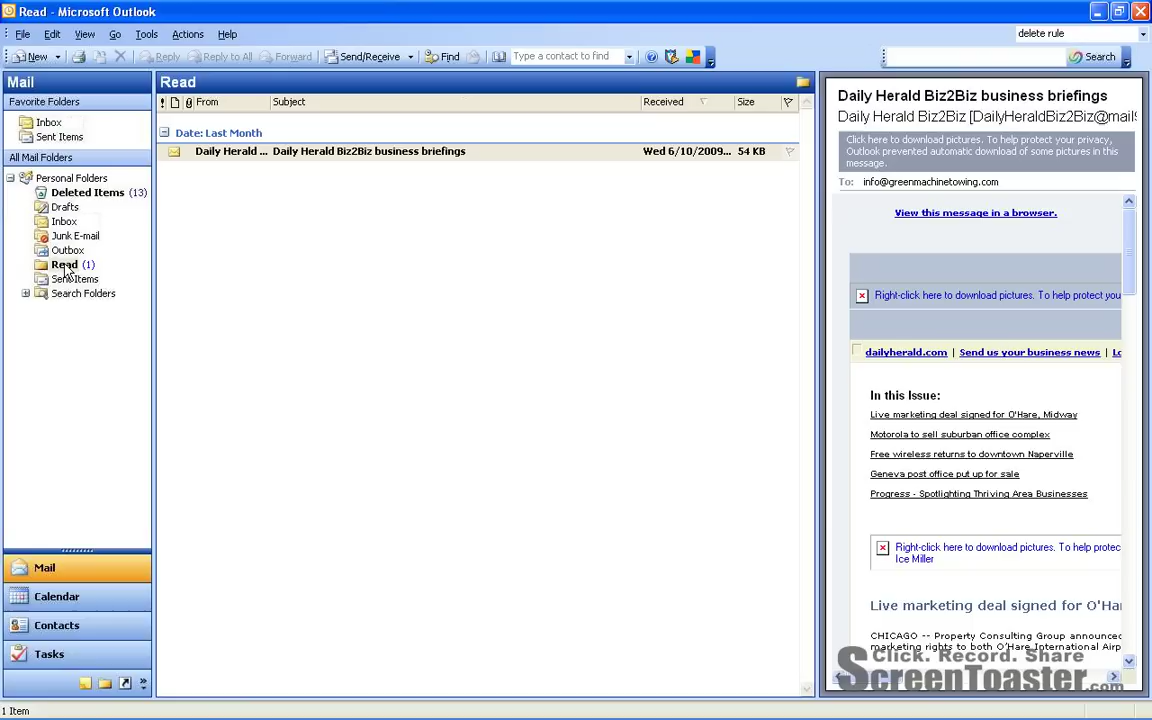 Read - Microsoft Outlook
File Edit View Go Tools Actions Help
delete rule
New Reply Reply to All Forward Send/Receive Find Type a contact to find Search
Mail
Favorite Folders
Inbox
Sent Items
All Mail Folders
Personal Folders
Deleted Items (13)
Drafts
Inbox
Junk E-mail
Outbox
Read (1)
Sent Items
Search Folders
Mail
Calendar
Contacts
Tasks
Read
From Subject Received Size
Date: Last Month
Daily Herald ... Daily Herald Biz2Biz business briefings Wed 6/10/2009... 54 KB
Daily Herald Biz2Biz business briefings
Daily Herald Biz2Biz [DailyHeraldBiz2Biz@mail9
Click here to download pictures. To help protect your privacy,
Outlook prevented automatic download of some pictures in this
message.
To: info@greenmachinetowing.com
View this message in a browser.
Right-click here to download pictures. To help protect you
dailyherald.com | Send us your business news | Lo
In this Issue:
Live marketing deal signed for O'Hare, Midway
Motorola to sell suburban office complex
Free wireless returns to downtown Naperville
Geneva post office put up for sale
Progress - Spotlighting Thriving Area Businesses
Right-click here to download pictures. To help protec
Ice Miller
Live marketing deal signed for O'Ha
CHICAGO -- Property Consulting Group announced
marketing rights to both O'Hare International Airp
Click. Record. Share
ScreenToaster.com
1 Item